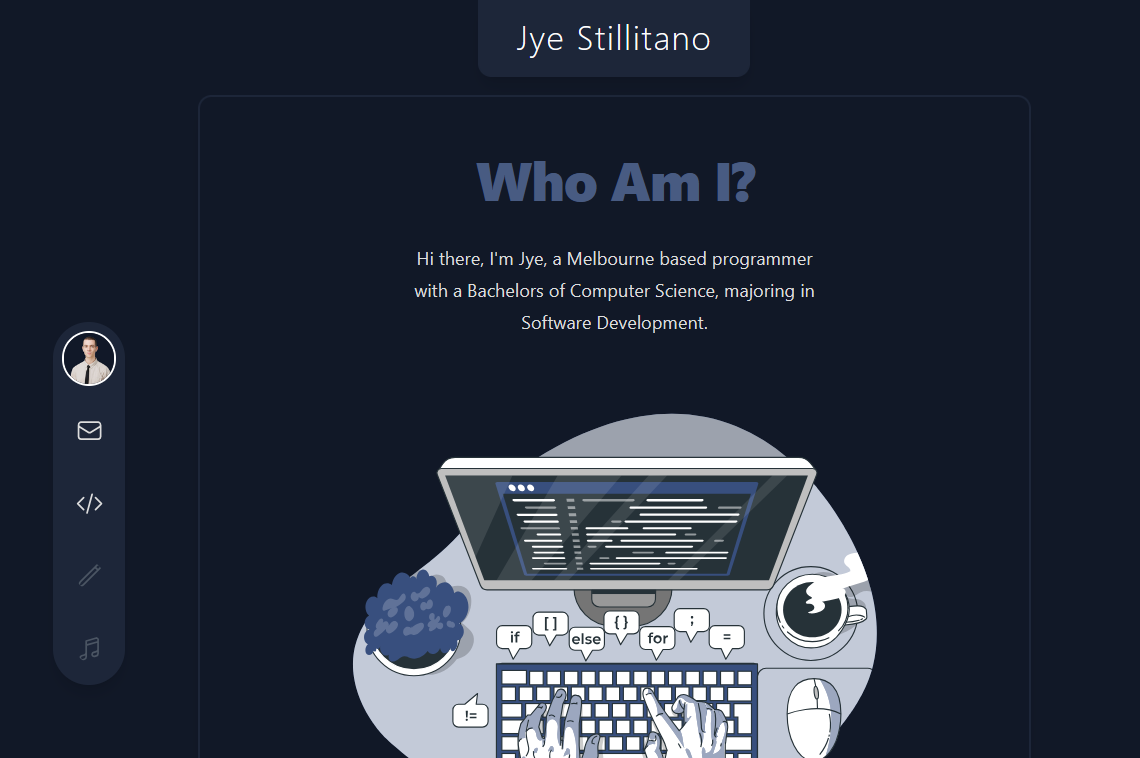 Jye Stillitano
Who Am I?
Hi there, I'm Jye, a Melbourne based programmer
with a Bachelors of Computer Science, majoring in
Software Development.
if
[ ]
else
{ }
for
;
=
!=